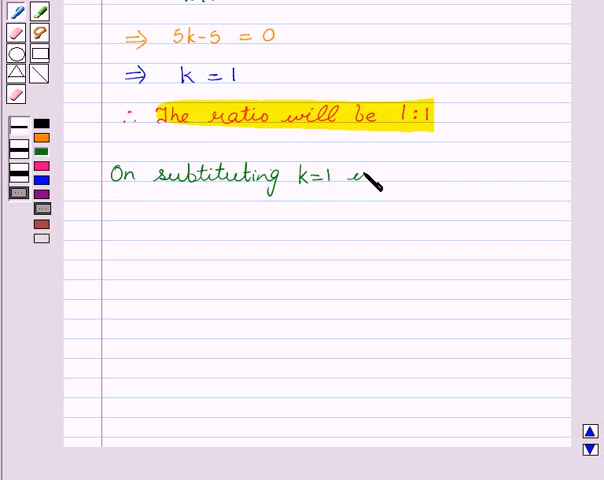 ⇒ 5k-5 = 0
⇒ k = 1
∴ The ratio will be 1:1
On subtituting k=1